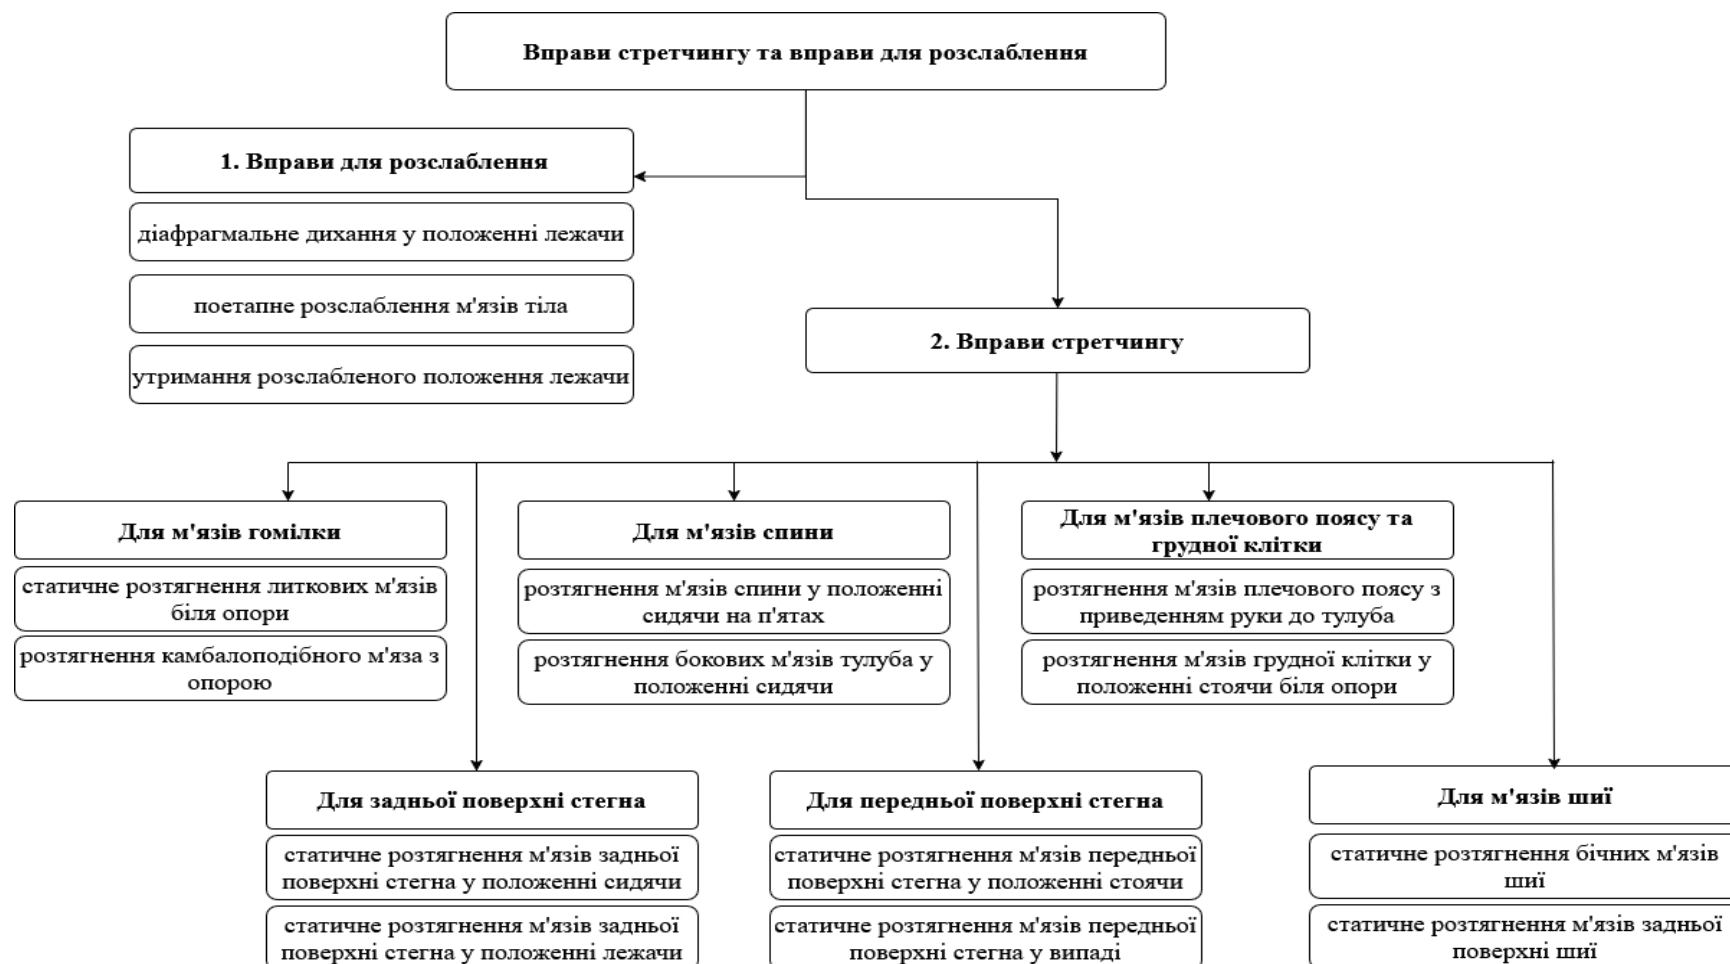 Вправи стретчингу та вправи для розслаблення
1. Вправи для розслаблення
діафрагмальне дихання у положенні лежачи
поетапне розслаблення м'язів тіла
утримання розслабленого положення лежачи
2. Вправи стретчингу
Для м'язів гомілки
статичне розтягнення литкових м'язів
біля опори
розтягнення камбалоподібного м'яза з
опорою
Для м'язів спини
розтягнення м'язів спини у положенні
сидячи на п'ятах
розтягнення бокових м'язів тулуба у
положенні сидячи
Для м'язів плечового поясу та
грудної клітки
розтягнення м'язів плечового поясу з
приведенням руки до тулуба
розтягнення м'язів грудної клітки у
положенні стоячи біля опори
Для задньої поверхні стегна
статичне розтягнення м'язів задньої
поверхні стегна у положенні сидячи
статичне розтягнення м'язів задньої
поверхні стегна у положенні лежачи
Для передньої поверхні стегна
статичне розтягнення м'язів передньої
поверхні стегна у положенні стоячи
статичне розтягнення м'язів передньої
поверхні стегна у випаді
Для м'язів шиї
статичне розтягнення бічних м'язів
шиї
статичне розтягнення м'язів задньої
поверхні шиї